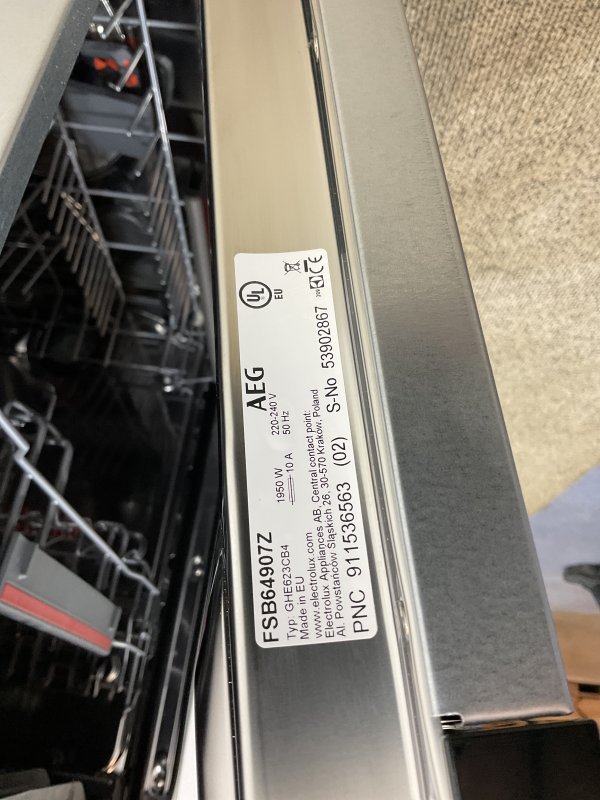 AEG
UL
EU
FSB64907Z
220-240 V
1950 W
50 Hz
Typ: GHE623CB4
10 A
Made in EU
www.electrolux.com
Electrolux Appliances AB, Central contact point:
Al. Powstańców Śląskich 26, 30-570 Kraków, Poland
PNC 911536563 (02) S-No 53902867
CE